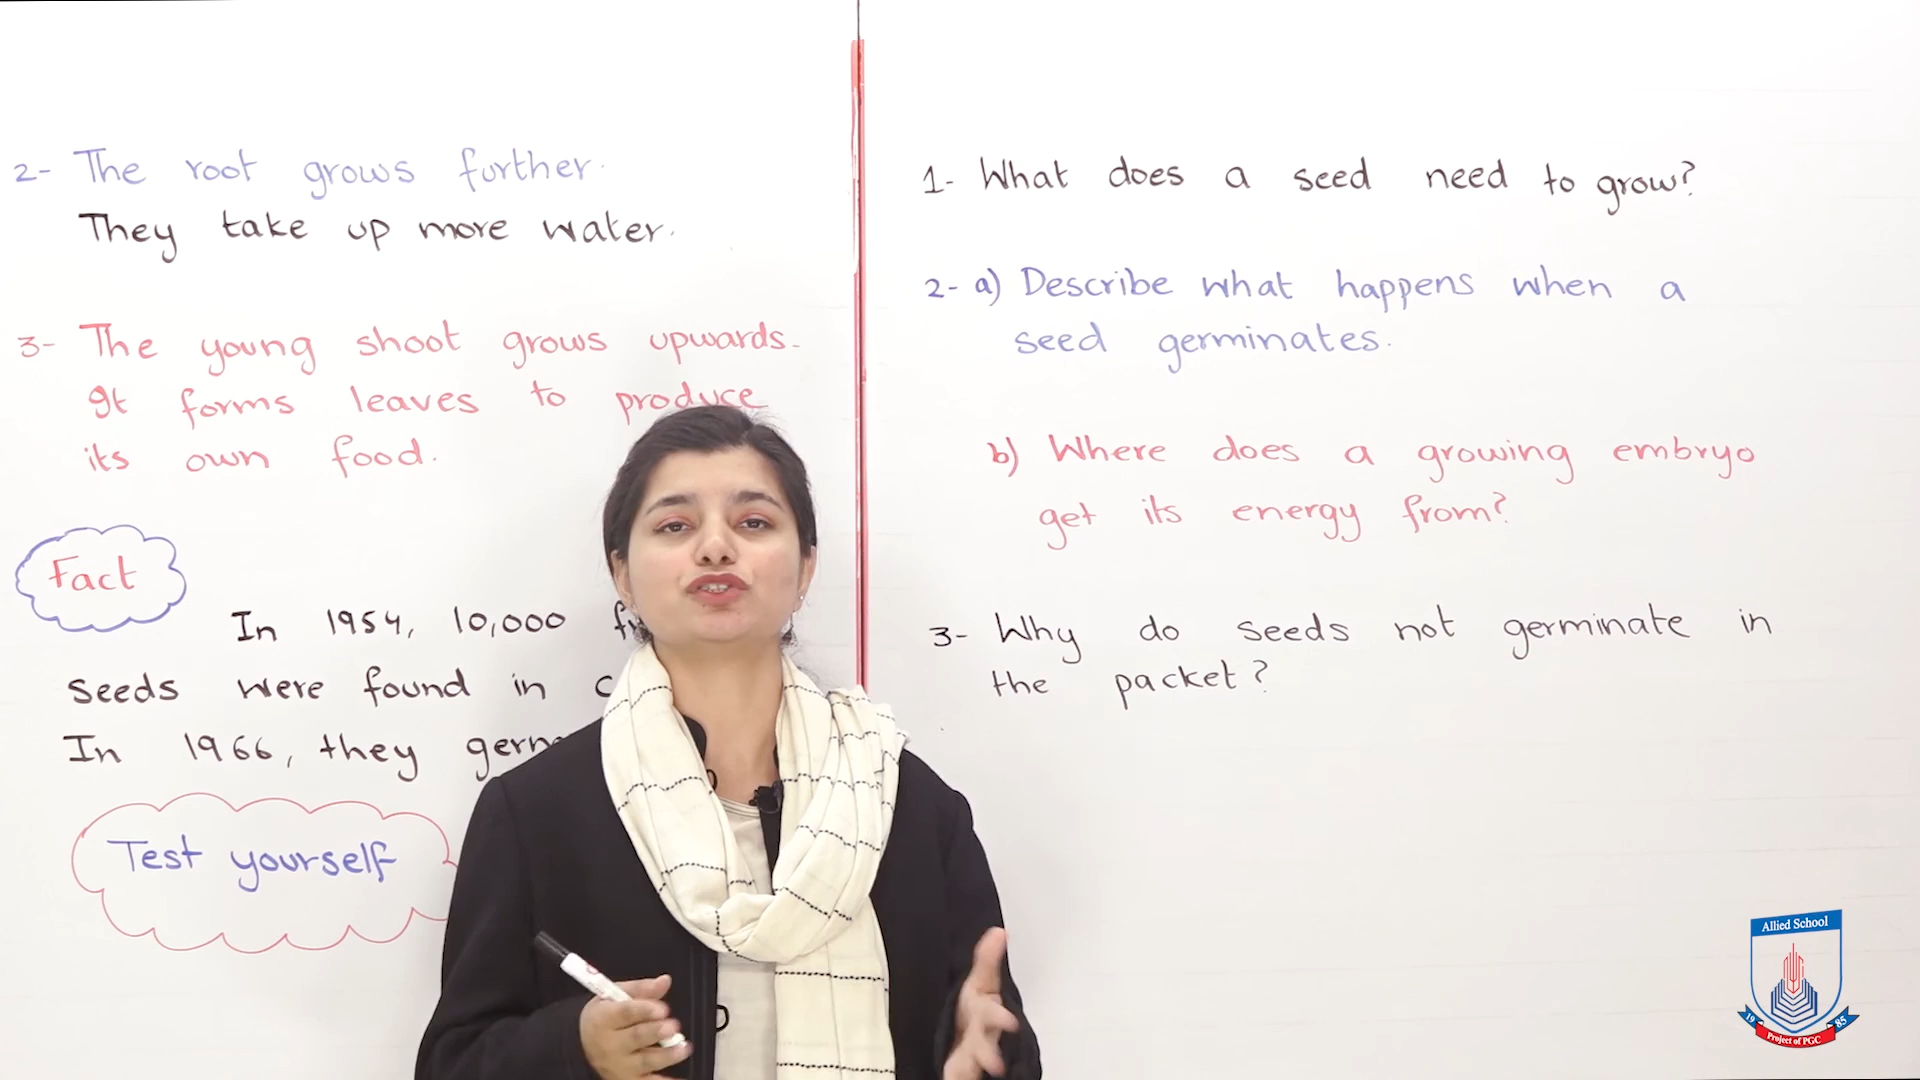 2- The root grows further.
They take up more water.
3- The young shoot grows upwards.
It forms leaves to produce
its own food.
Fact
In 1954, 10,000
seeds were found in
In 1966, they
Test yourself
1- What does a seed need to grow?
2- a) Describe what happens when a
seed germinates.
b) Where does a growing embryo
get its energy from?
3- Why do seeds not germinate in
the packet?
Allied School
19 85
Project of PGC